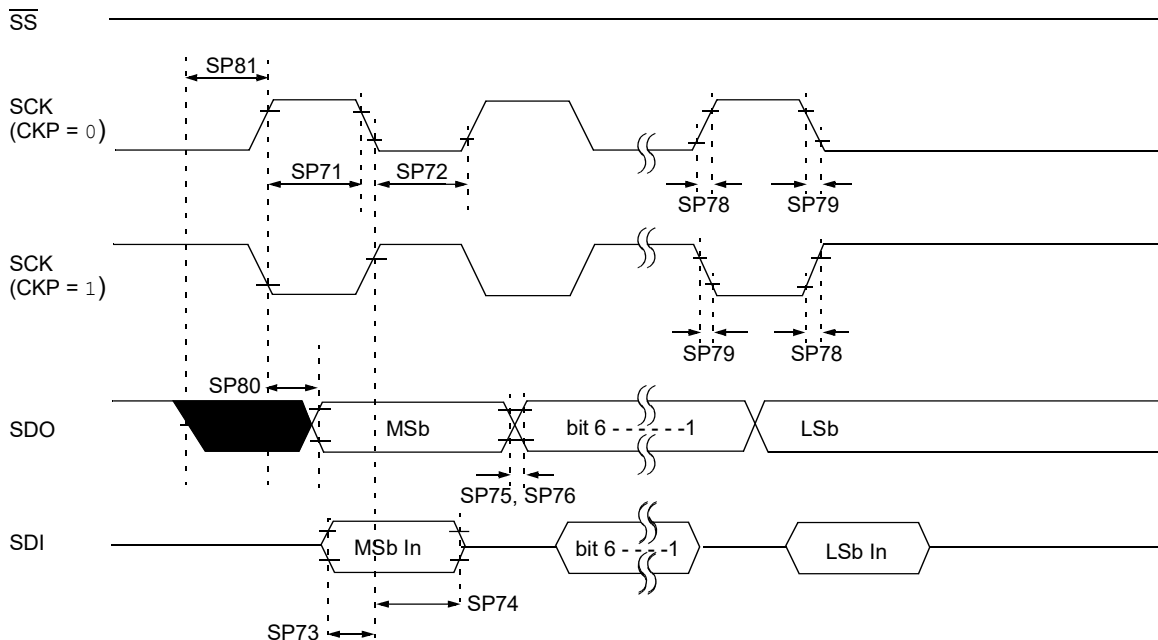 SS
SP81
SCK
(CKP = 0)
SP71
SP72
SP78
SP79
SCK
(CKP = 1)
SP79
SP78
SP80
SDO
MSb
bit 6 - - - - - -1
LSb
SP75, SP76
SDI
MSb In
bit 6 - - - - -1
LSb In
SP74
SP73